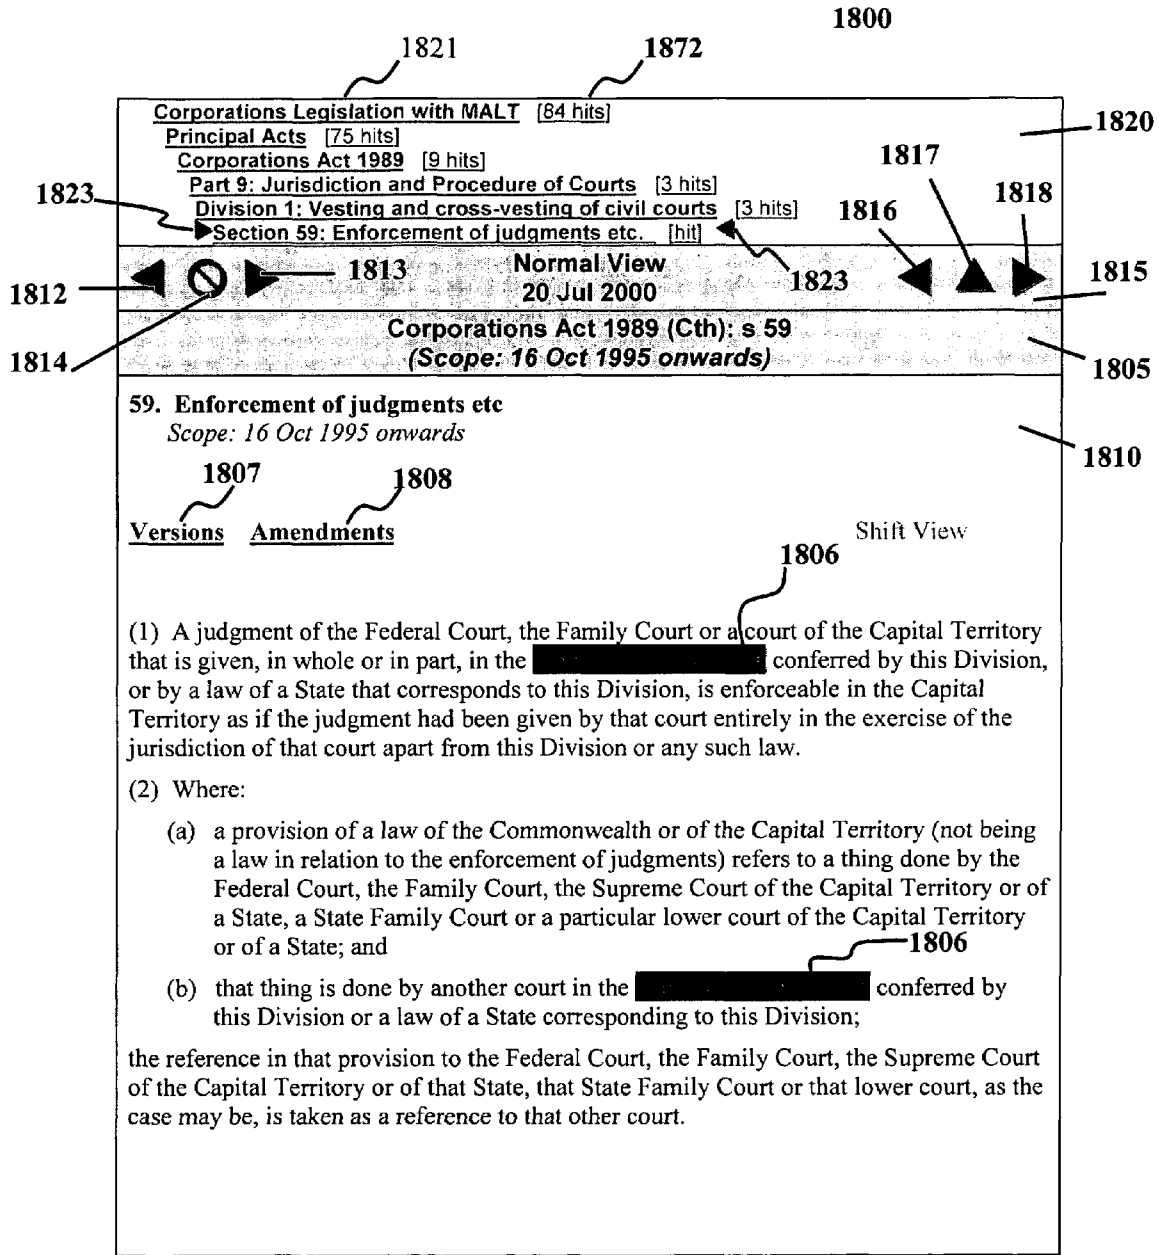 1800
1821 1872
Corporations Legislation with MALT [84 hits]
1820
Principal Acts [75 hits]
1817
Corporations Act 1989 [9 hits]
Part 9: Jurisdiction and Procedure of Courts [3 hits]
1823 1818
Division 1: Vesting and cross-vesting of civil courts [3 hits]
1816
Section 59: Enforcement of judgments etc. [hit]
1812 1813 Normal View 1823 1815
20 Jul 2000
1814
Corporations Act 1989 (Cth): s 59
(Scope: 16 Oct 1995 onwards)
1805
59. Enforcement of judgments etc
Scope: 16 Oct 1995 onwards
1810
1807 1808
Versions Amendments Shift View
1806
(1) A judgment of the Federal Court, the Family Court or a court of the Capital Territory
that is given, in whole or in part, in the conferred by this Division,
or by a law of a State that corresponds to this Division, is enforceable in the Capital
Territory as if the judgment had been given by that court entirely in the exercise of the
jurisdiction of that court apart from this Division or any such law.
(2) Where:
(a) a provision of a law of the Commonwealth or of the Capital Territory (not being
a law in relation to the enforcement of judgments) refers to a thing done by the
Federal Court, the Family Court, the Supreme Court of the Capital Territory or of
a State, a State Family Court or a particular lower court of the Capital Territory
or of a State; and
1806
(b) that thing is done by another court in the conferred by
this Division or a law of a State corresponding to this Division;
the reference in that provision to the Federal Court, the Family Court, the Supreme Court
of the Capital Territory or of that State, that State Family Court or that lower court, as the
case may be, is taken as a reference to that other court.